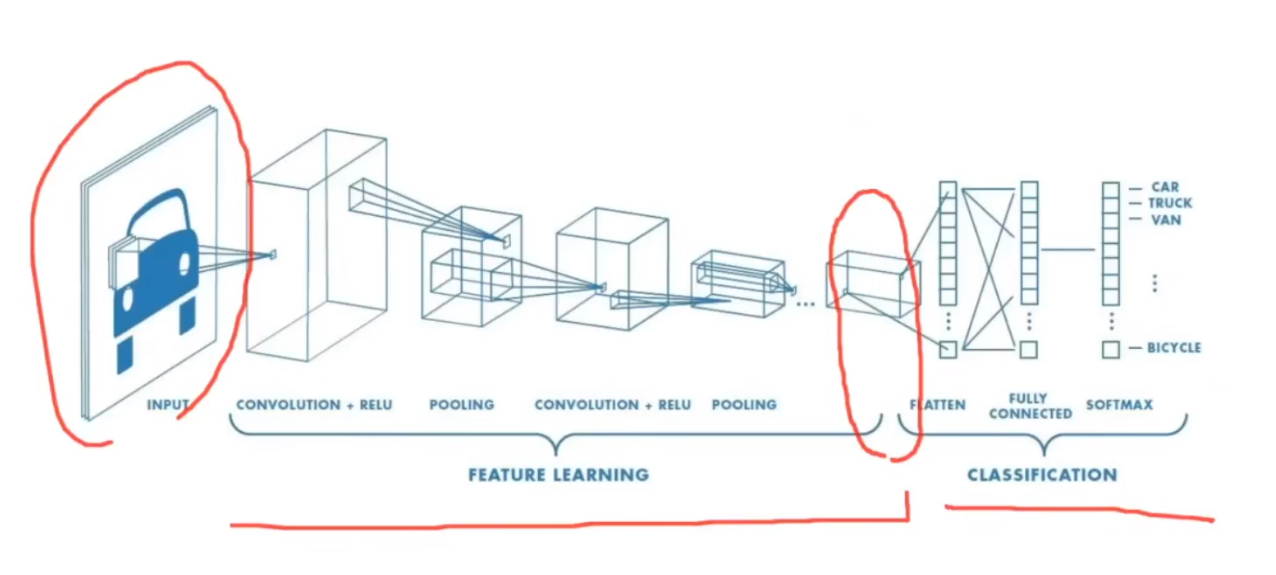 CAR
TRUCK
VAN
BICYCLE
INPUT
CONVOLUTION + RELU
POOLING
CONVOLUTION + RELU
POOLING
FLATTEN
FULLY
CONNECTED
SOFTMAX
FEATURE LEARNING
CLASSIFICATION